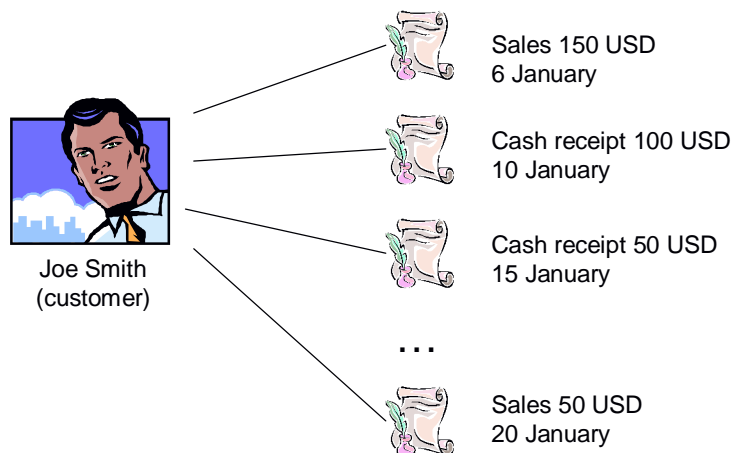 Sales 150 USD
6 January
Cash receipt 100 USD
10 January
Joe Smith
(customer)
Cash receipt 50 USD
15 January
...
Sales 50 USD
20 January